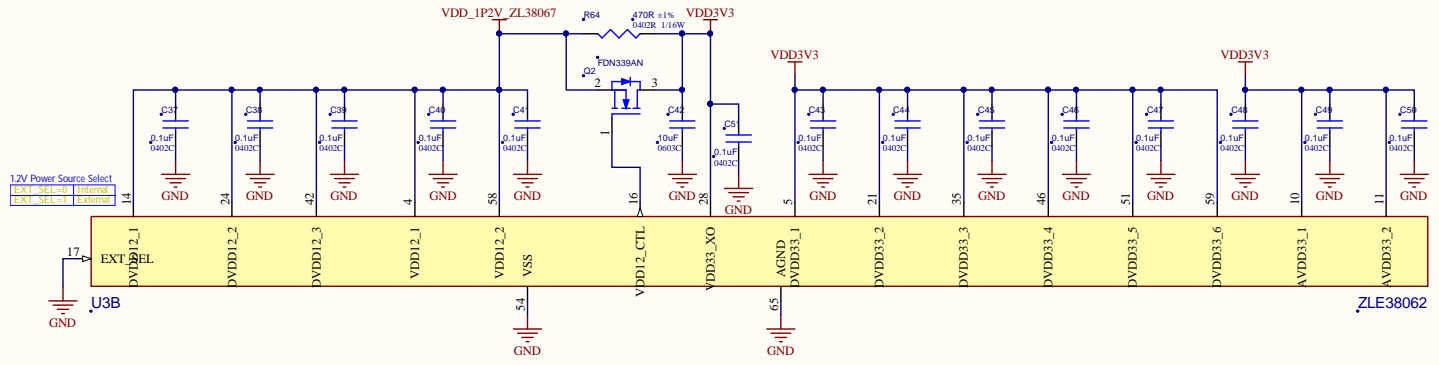 VDD_1P2V_ZL38067
R64
470R ±1%
0402R 1/16W
VDD3V3
FDN339AN
Q2
2
3
1
VDD3V3
VDD3V3
C37
0.1uF
0402C
GND
C38
0.1uF
0402C
GND
C39
0.1uF
0402C
GND
C40
0.1uF
0402C
GND
C41
0.1uF
0402C
GND
C42
10uF
0603C
GND
C51
0.1uF
0402C
GND
C43
0.1uF
0402C
GND
C44
0.1uF
0402C
GND
C45
0.1uF
0402C
GND
C46
0.1uF
0402C
GND
C47
0.1uF
0402C
GND
C48
0.1uF
0402C
GND
C49
0.1uF
0402C
GND
C50
0.1uF
0402C
GND
1.2V Power Source Select
EXT_SEL=0 Internal
EXT_SEL=1 External
14
24
42
4
58
16
28
5
21
35
46
51
59
10
11
17
EXT_SEL
DVDD12_1
DVDD12_2
DVDD12_3
VDD12_1
VDD12_2
VSS
VDD12_CTL
VDD33_XO
AGND
DVDD33_1
DVDD33_2
DVDD33_3
DVDD33_4
DVDD33_5
DVDD33_6
AVDD33_1
AVDD33_2
GND
U3B
54
GND
65
GND
ZLE38062